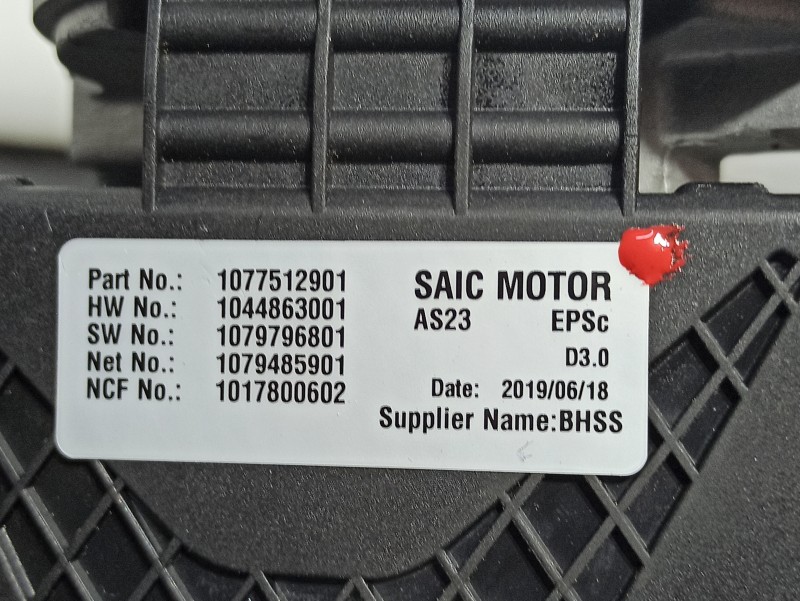 Part No.: 1077512901
HW No.: 1044863001
SW No.: 1079796801
Net No.: 1079485901
NCF No.: 1017800602
SAIC MOTOR
AS23 EPSc
D3.0
Date: 2019/06/18
Supplier Name:BHSS